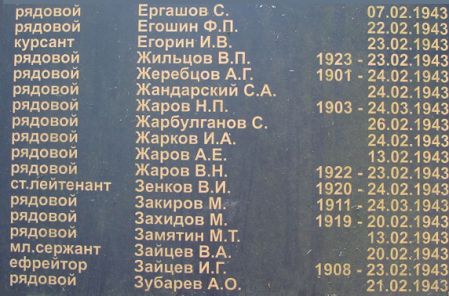 рядовой Ергашов С. 07.02.1943
рядовой Егошин Ф.П. 22.02.1943
курсант Егорин И.В. 23.02.1943
рядовой Жильцов В.П. 1923 - 23.02.1943
рядовой Жеребцов А.Г. 1901 - 24.02.1943
рядовой Жандарский С.А. 24.02.1943
рядовой Жаров Н.П. 1903 - 24.03.1943
рядовой Жарбулганов С. 26.02.1943
рядовой Жарков И.А. 24.02.1943
рядовой Жаров А.Е. 13.02.1943
рядовой Жаров В.Н. 1922 - 23.02.1943
ст.лейтенант Зенков В.И. 1920 - 24.02.1943
рядовой Закиров М. 1911 - 24.03.1943
рядовой Захидов М. 1919 - 20.02.1943
рядовой Замятин М.Т. 13.02.1943
мл.сержант Зайцев В.А. 20.02.1943
ефрейтор Зайцев И.Г. 1908 - 23.02.1943
рядовой Зубарев А.О. 21.02.1943